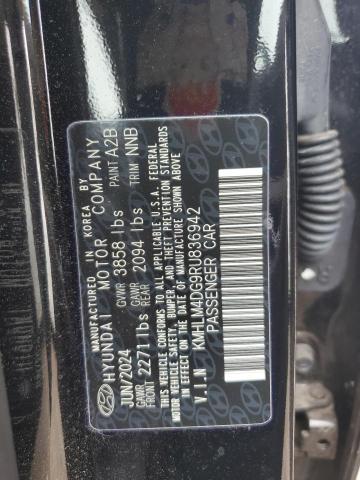 MANUFACTURED IN KOREA BY
HYUNDAI MOTOR COMPANY
JUN/2024 GVWR 3858 lbs PAINT A2B
GAWR FRONT 2271 lbs GAWR REAR 2094 lbs TRIM NNB
THIS VEHICLE CONFORMS TO ALL APPLICABLE U.S.A. FEDERAL
MOTOR VEHICLE SAFETY, BUMPER, AND THEFT PREVENTION STANDARDS
IN EFFECT ON THE DATE OF MANUFACTURE SHOWN ABOVE
V.I.N KMHLM4DG9RU836942
PASSENGER CAR